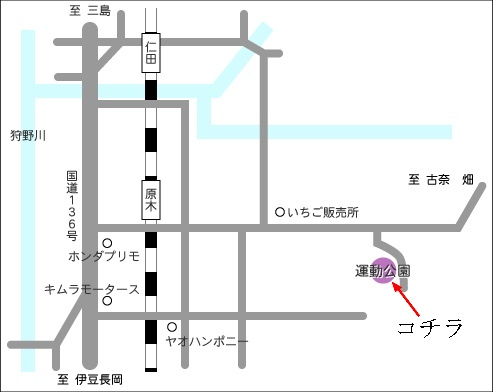 至 三島
仁田
狩野川
国道136号
原木
至 古奈 畑
いちご販売所
ホンダプリモ
運動公園
キムラモータース
コチラ
ヤオハンポニー
至 伊豆長岡